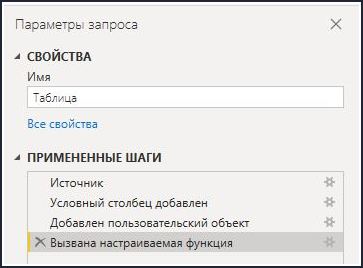 Параметры запроса
СВОЙСТВА
Имя
Таблица
Все свойства
ПРИМЕНЕННЫЕ ШАГИ
Источник
Условный столбец добавлен
Добавлен пользовательский объект
Вызвана настраиваемая функция